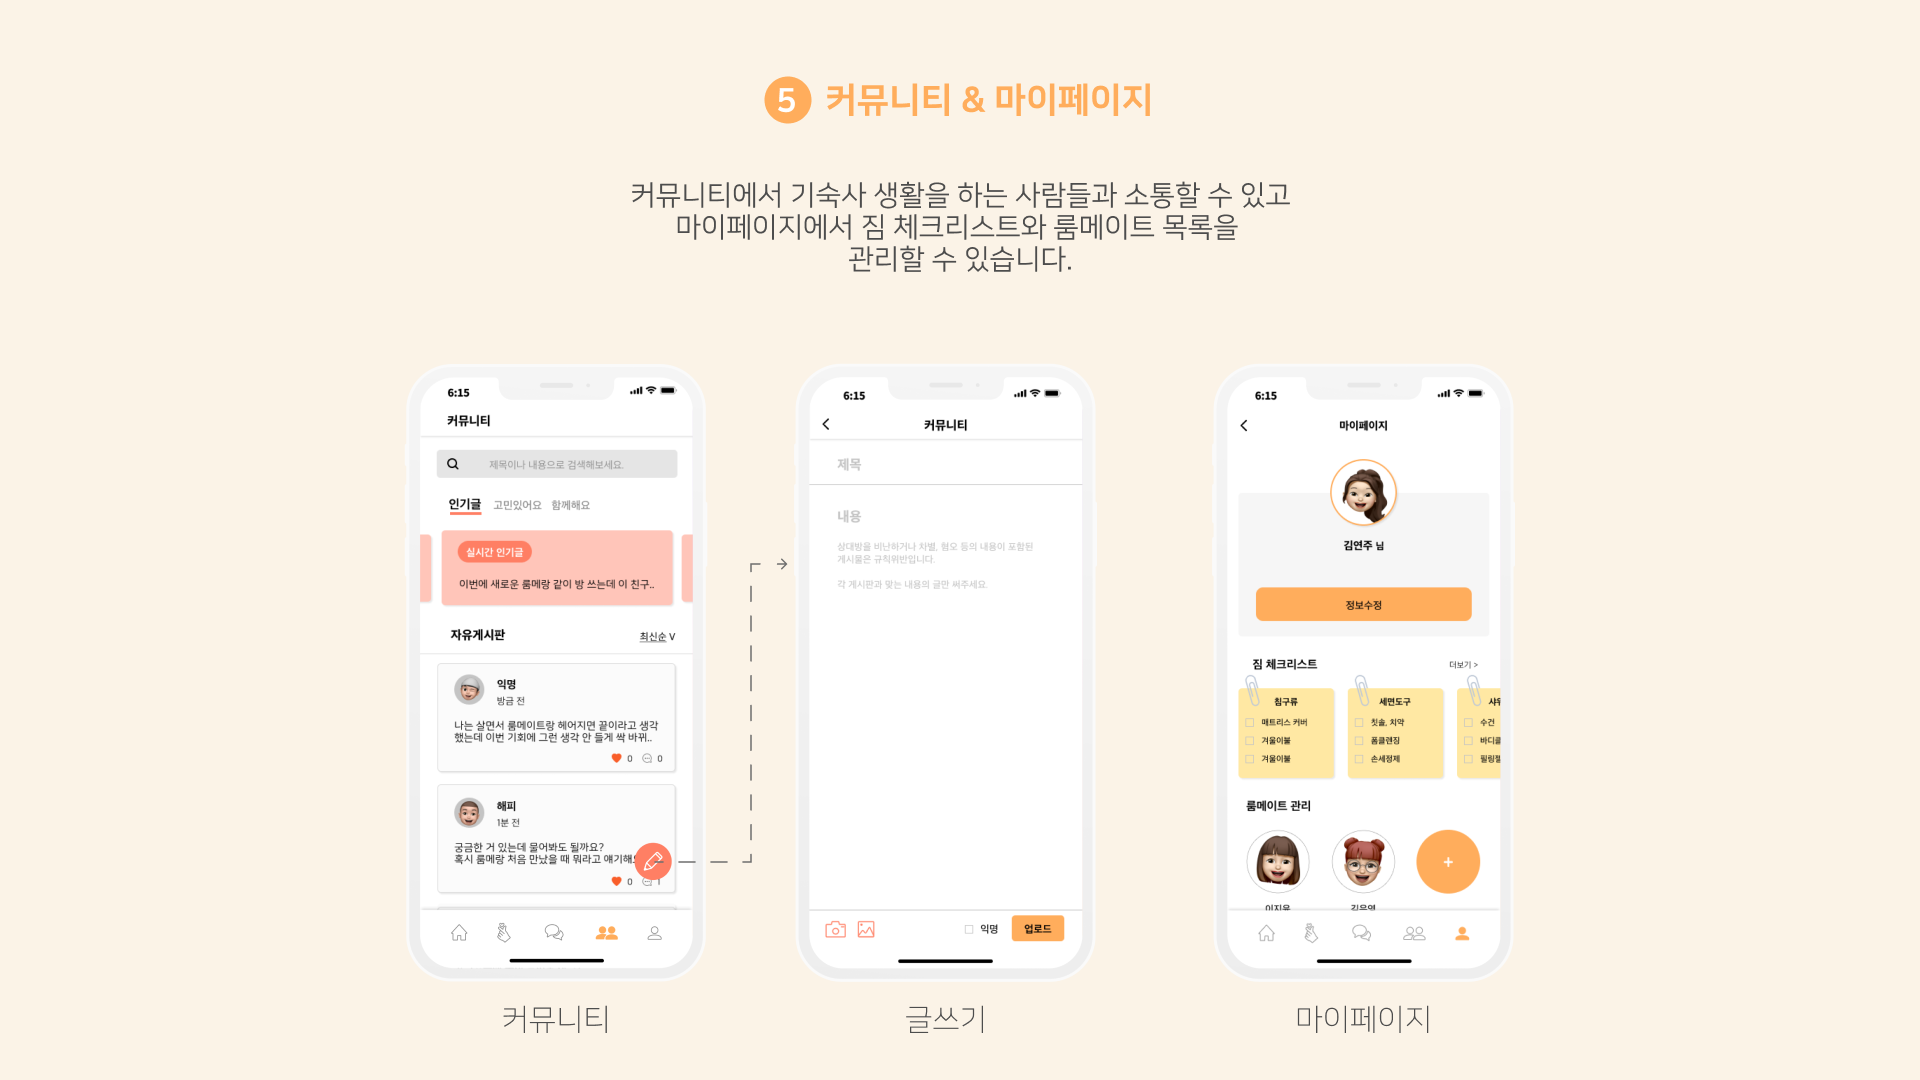 5 커뮤니티 & 마이페이지
커뮤니티에서 기숙사 생활을 하는 사람들과 소통할 수 있고
마이페이지에서 짐 체크리스트와 룸메이트 목록을
관리할 수 있습니다.
6:15
커뮤니티
제목이나 내용으로 검색해보세요.
인기글 고민있어요 함께해요
실시간 인기글
이번에 새로운 룸메랑 같이 방 쓰는데 이 친구..
자유게시판 최신순 V
익명
방금 전
나는 살면서 룸메이트랑 헤어지면 끝이라고 생각
했는데 이번 기회에 그런 생각 안 들게 싹 바뀌..
0 0
해피
1분 전
궁금한 거 있는데 물어봐도 될까요?
혹시 룸메랑 처음 만났을 때 뭐라고 얘기해
0 1
커뮤니티
6:15
커뮤니티
제목
내용
상대방을 비난하거나 차별, 혐오 등의 내용이 포함된
게시물은 규칙위반입니다.
각 게시판과 맞는 내용의 글만 써주세요.
익명 업로드
글쓰기
6:15
마이페이지
김연주 님
정보수정
짐 체크리스트 더보기 >
침구류
매트리스 커버
겨울이불
겨울이불
세면도구
칫솔, 치약
폼클렌징
손세정제
샤워
수건
바디클
필링젤
룸메이트 관리
+
마이페이지